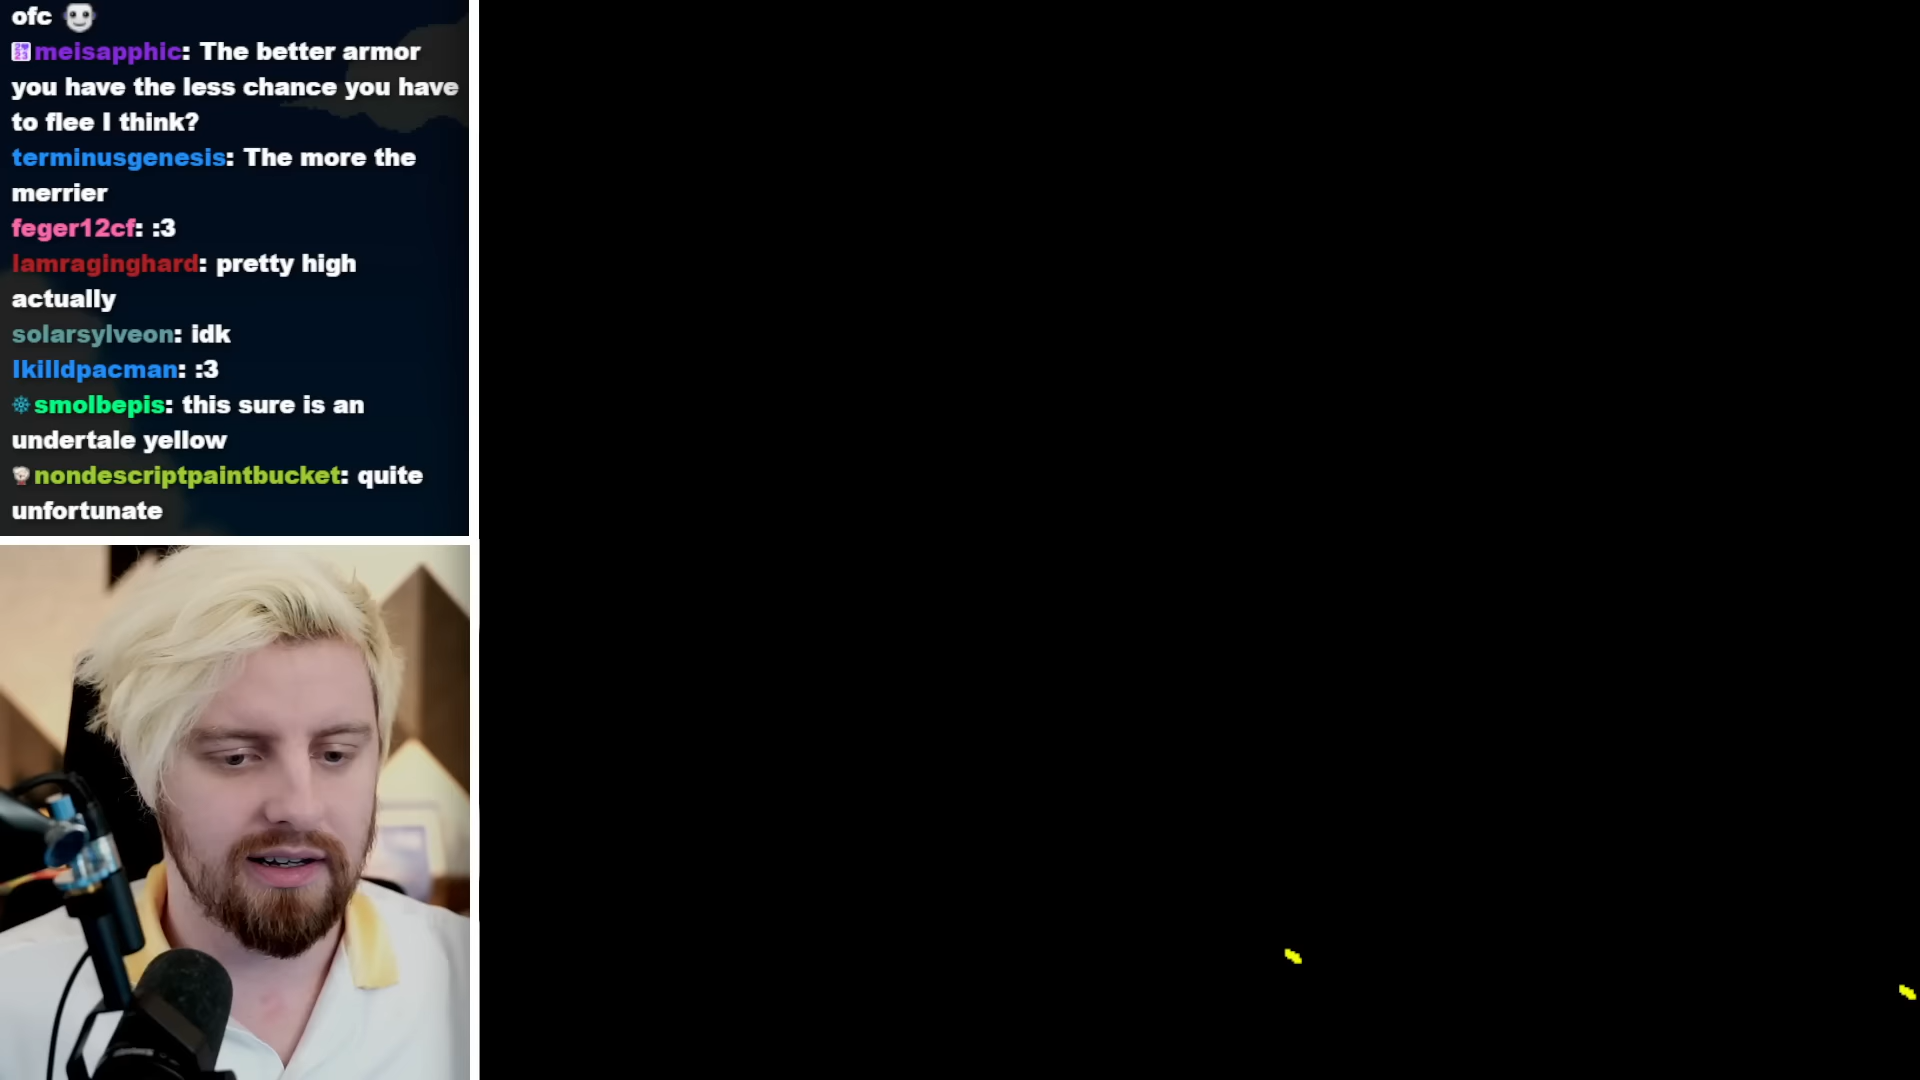 ofc
meisapphic: The better armor
you have the less chance you have
to flee I think?
terminusgenesis: The more the
merrier
feger12cf: :3
Iamraginghard: pretty high
actually
solarsylveon: idk
Ikilldpacman: :3
smolbepis: this sure is an
undertale yellow
nondescriptpaintbucket: quite
unfortunate